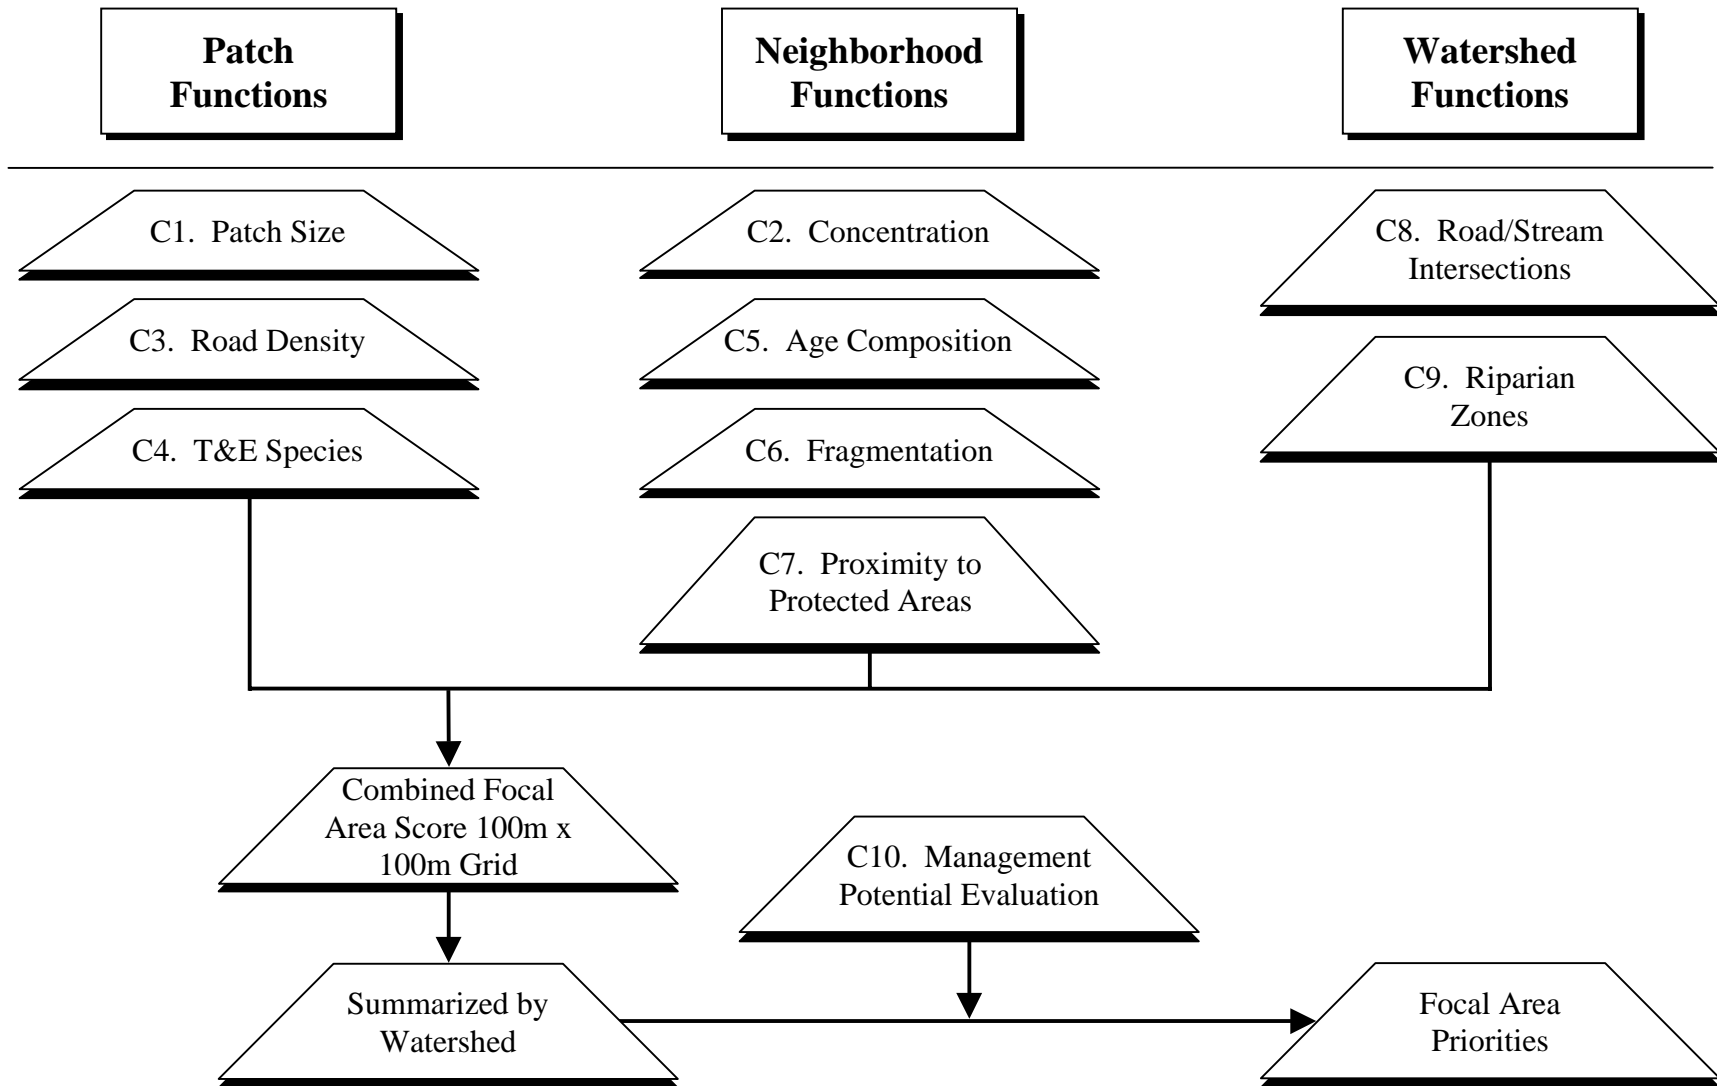 Patch
Functions
Neighborhood
Functions
Watershed
Functions
C1. Patch Size
C3. Road Density
C4. T&E Species
C2. Concentration
C5. Age Composition
C6. Fragmentation
C7. Proximity to
Protected Areas
C8. Road/Stream
Intersections
C9. Riparian
Zones
Combined Focal
Area Score 100m x
100m Grid
C10. Management
Potential Evaluation
Summarized by
Watershed
Focal Area
Priorities